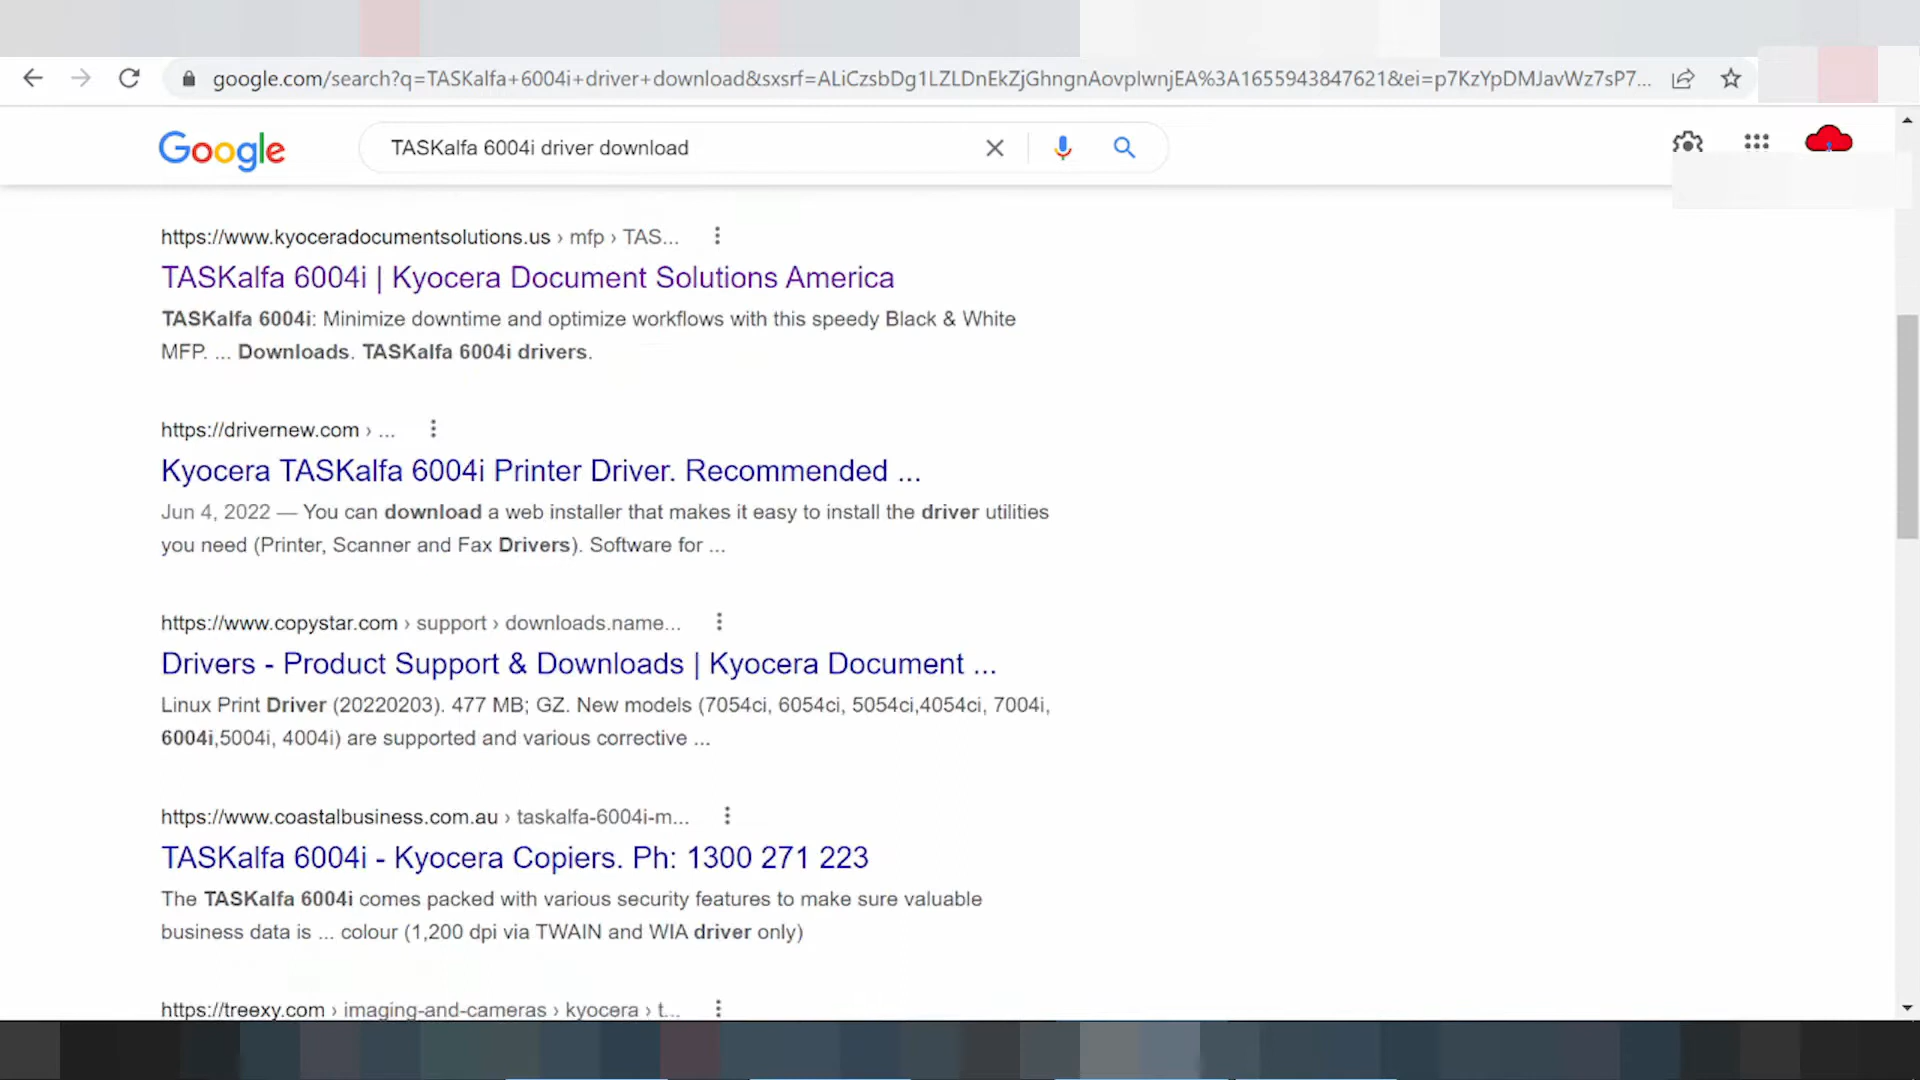 google.com/search?q=TASKalfa+6004i+driver+download&sxsrf=ALiCzsbDg1LZLDnEkZjGhngnAovpIwnjEA%3A1655943847621&ei=p7KzYpDMJavWz7sP7...
Google
TASKalfa 6004i driver download
https://www.kyoceradocumentsolutions.us › mfp › TAS...
TASKalfa 6004i | Kyocera Document Solutions America
TASKalfa 6004i: Minimize downtime and optimize workflows with this speedy Black & White
MFP. ... Downloads. TASKalfa 6004i drivers.
https://drivernew.com › ...
Kyocera TASKalfa 6004i Printer Driver. Recommended ...
Jun 4, 2022 — You can download a web installer that makes it easy to install the driver utilities
you need (Printer, Scanner and Fax Drivers). Software for ...
https://www.copystar.com › support › downloads.name...
Drivers - Product Support & Downloads | Kyocera Document ...
Linux Print Driver (20220203). 477 MB; GZ. New models (7054ci, 6054ci, 5054ci,4054ci, 7004i,
6004i,5004i, 4004i) are supported and various corrective ...
https://www.coastalbusiness.com.au › taskalfa-6004i-m...
TASKalfa 6004i - Kyocera Copiers. Ph: 1300 271 223
The TASKalfa 6004i comes packed with various security features to make sure valuable
business data is ... colour (1,200 dpi via TWAIN and WIA driver only)
https://treexy.com › imaging-and-cameras › kyocera › t...